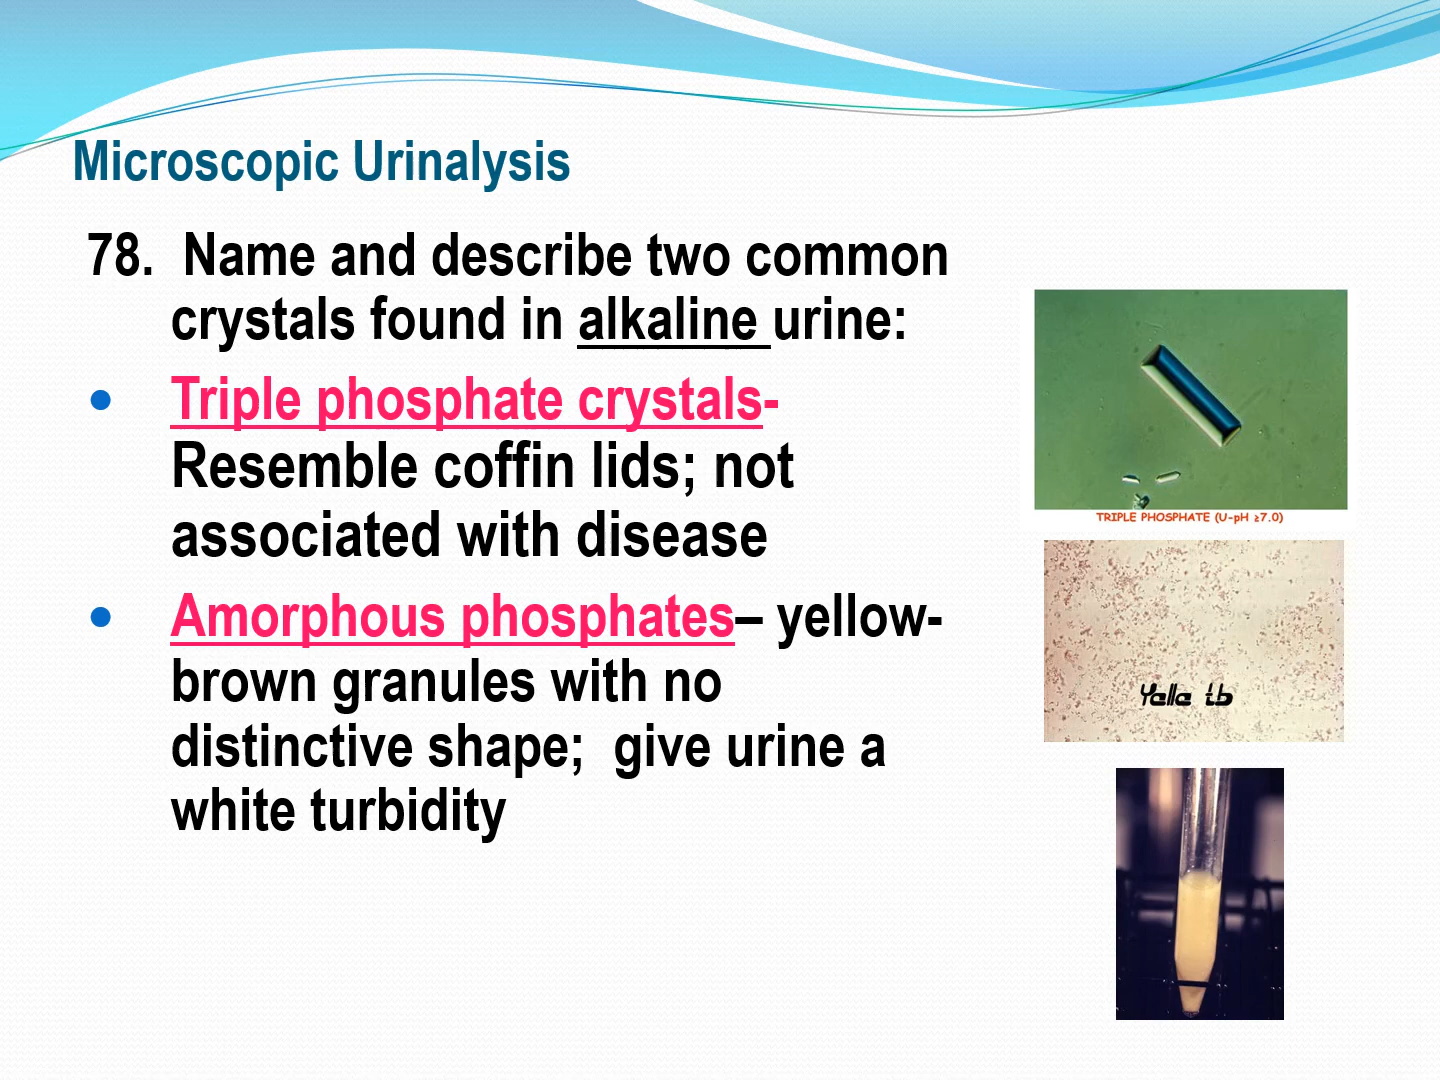 Microscopic Urinalysis
78.  Name and describe two common
crystals found in alkaline urine:
• Triple phosphate crystals-
Resemble coffin lids; not
associated with disease
• Amorphous phosphates– yellow-
brown granules with no
distinctive shape;  give urine a
white turbidity
TRIPLE PHOSPHATE (U-pH ≥7.0)